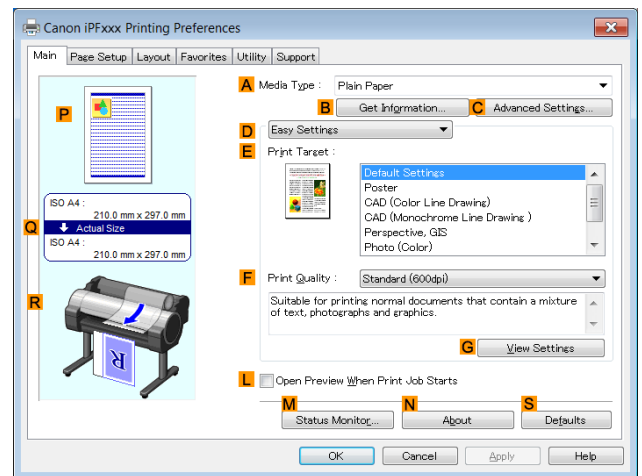 Canon iPFxxx Printing Preferences
Main Page Setup Layout Favorites Utility Support
P
A Media Type : Plain Paper
B Get Information... C Advanced Settings...
D Easy Settings
E Print Target :
Default Settings
Poster
CAD (Color Line Drawing)
CAD (Monochrome Line Drawing )
Perspective, GIS
Photo (Color)
Q
ISO A4 :
210.0 mm x 297.0 mm
Actual Size
ISO A4 :
210.0 mm x 297.0 mm
F Print Quality : Standard (600dpi)
Suitable for printing normal documents that contain a mixture
of text, photographs and graphics.
R
R
G View Settings
L Open Preview When Print Job Starts
M Status Monitor... N About S Defaults
OK Cancel Apply Help